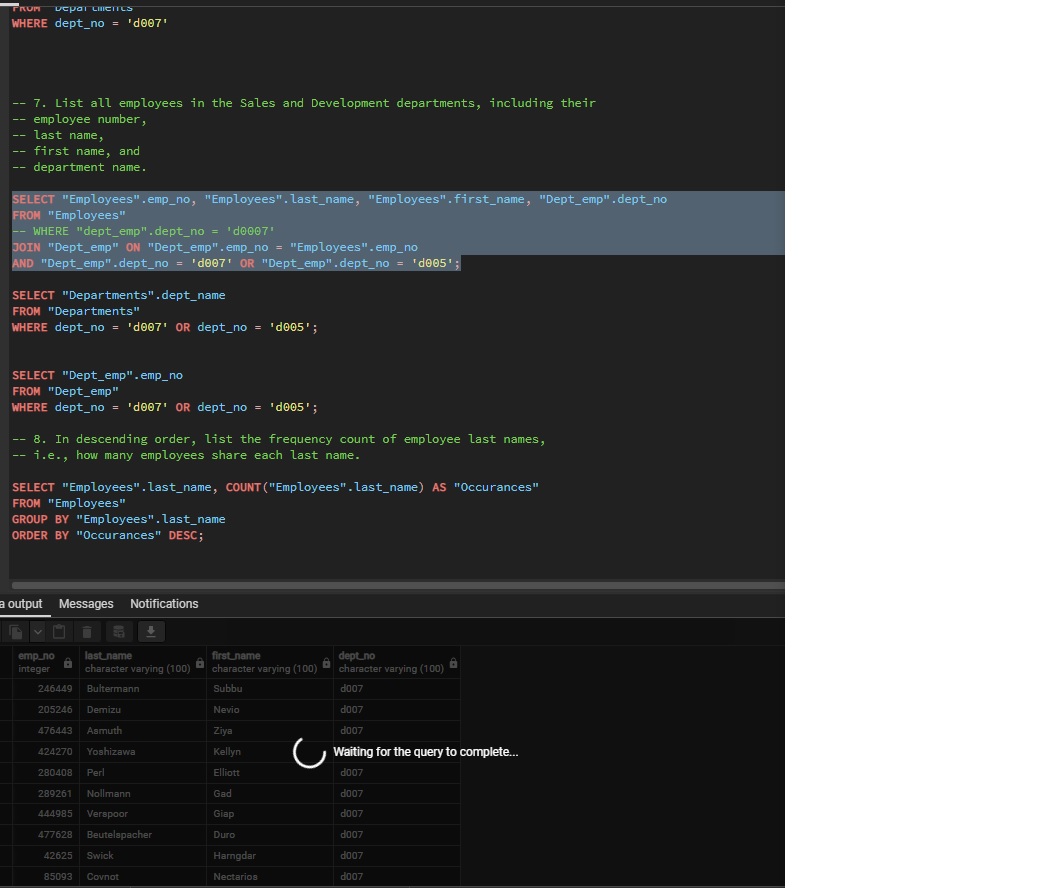 FROM "Departments"
WHERE dept_no = 'd007'
-- 7. List all employees in the Sales and Development departments, including their
-- employee number,
-- last name,
-- first name, and
-- department name.
SELECT "Employees".emp_no, "Employees".last_name, "Employees".first_name, "Dept_emp".dept_no
FROM "Employees"
-- WHERE "dept_emp".dept_no = 'd0007'
JOIN "Dept_emp" ON "Dept_emp".emp_no = "Employees".emp_no
AND "Dept_emp".dept_no = 'd007' OR "Dept_emp".dept_no = 'd005';
SELECT "Departments".dept_name
FROM "Departments"
WHERE dept_no = 'd007' OR dept_no = 'd005';
SELECT "Dept_emp".emp_no
FROM "Dept_emp"
WHERE dept_no = 'd007' OR dept_no = 'd005';
-- 8. In descending order, list the frequency count of employee last names,
-- i.e., how many employees share each last name.
SELECT "Employees".last_name, COUNT("Employees".last_name) AS "Occurances"
FROM "Employees"
GROUP BY "Employees".last_name
ORDER BY "Occurances" DESC;
a output Messages Notifications
emp_no last_name first_name dept_no
integer character varying (100) character varying (100) character varying (100)
246449 Bultermann Subbu d007
205246 Demizu Nevio d007
476443 Aamuth Ziya d007
424270 Yoshizawa Kellyn
Waiting for the query to complete...
280408 Perl Elliott d007
289261 Nollmann Gad d007
444985 Verspoor Giap d007
477628 Beutelspacher Duro d007
42625 Swick Harngdar d007
85093 Covnot Nectarios d007